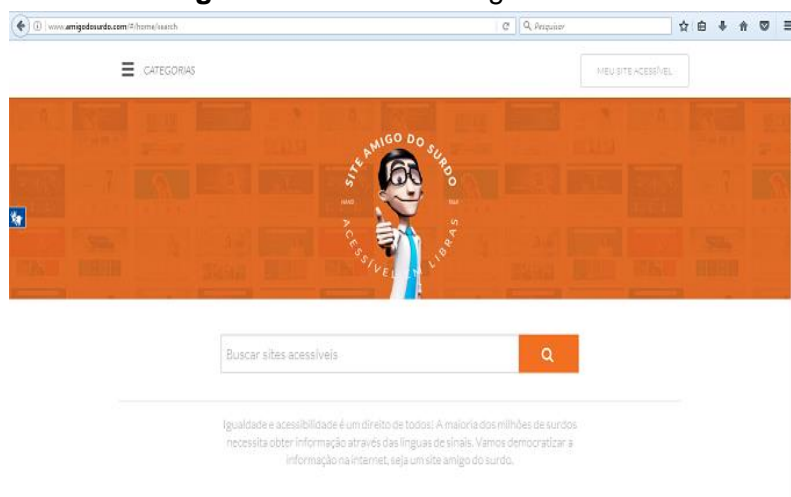 www.amigodosurdo.com/#/home/search
Pesquisar
CATEGORIAS
MEU SITE ACESSÍVEL
SITE AMIGO DO SURDO
HAND TALK
ACESSÍVEL EM LIBRAS
Buscar sites acessíveis
Igualdade e acessibilidade é um direito de todos! A maioria dos milhões de surdos
necessita obter informação através das línguas de sinais. Vamos democratizar a
informação na internet, seja um site amigo do surdo.